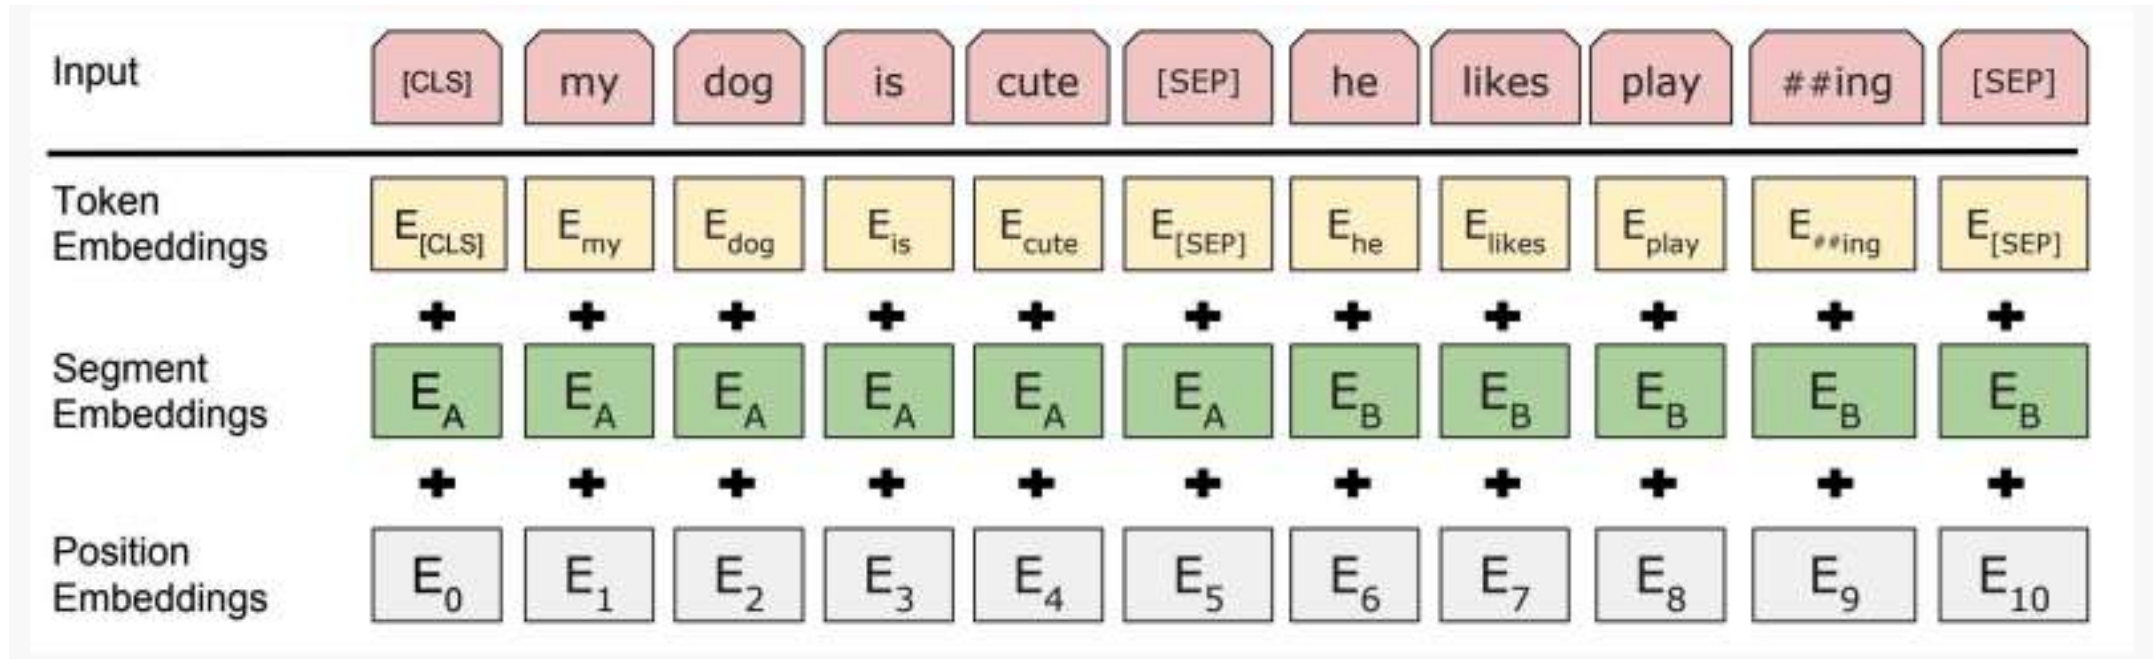 Input [CLS] my dog is cute [SEP] he likes play ##ing [SEP]
Token
Embeddings E[CLS] Emy Edog Eis Ecute E[SEP] Ehe Elikes Eplay E##ing E[SEP]
+ + + + + + + + + + +
Segment
Embeddings EA EA EA EA EA EA EB EB EB EB EB
+ + + + + + + + + + +
Position
Embeddings E0 E1 E2 E3 E4 E5 E6 E7 E8 E9 E10